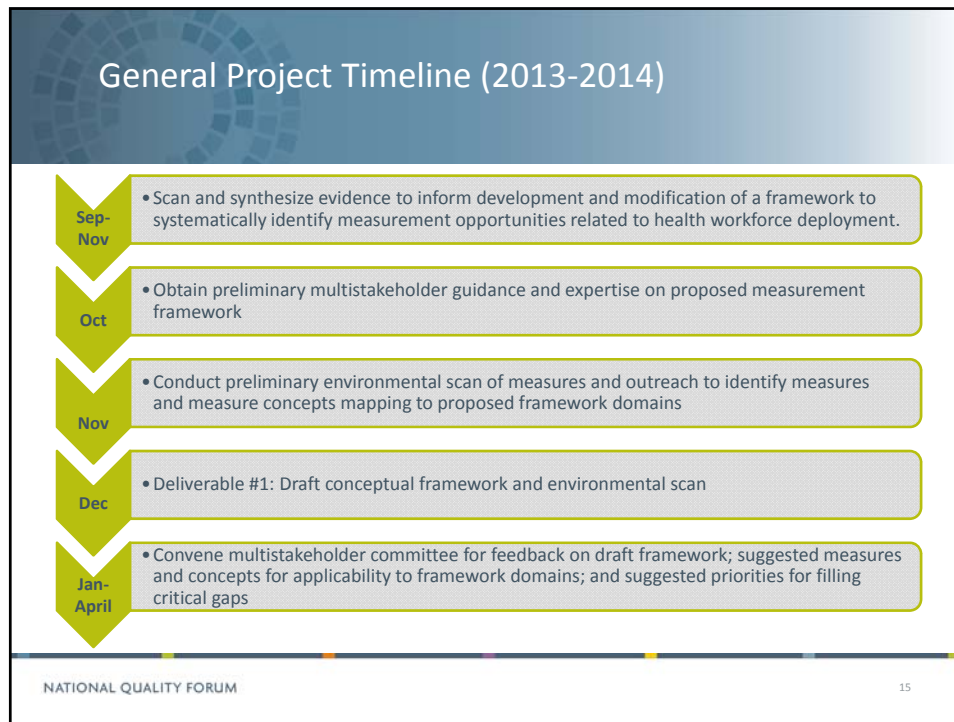 General Project Timeline (2013-2014)
Sep-
Nov
•Scan and synthesize evidence to inform development and modification of a framework to
systematically identify measurement opportunities related to health workforce deployment.
Oct
•Obtain preliminary multistakeholder guidance and expertise on proposed measurement
framework
Nov
•Conduct preliminary environmental scan of measures and outreach to identify measures
and measure concepts mapping to proposed framework domains
Dec
•Deliverable #1: Draft conceptual framework and environmental scan
Jan-
April
•Convene multistakeholder committee for feedback on draft framework; suggested measures
and concepts for applicability to framework domains; and suggested priorities for filling
critical gaps
NATIONAL QUALITY FORUM
15